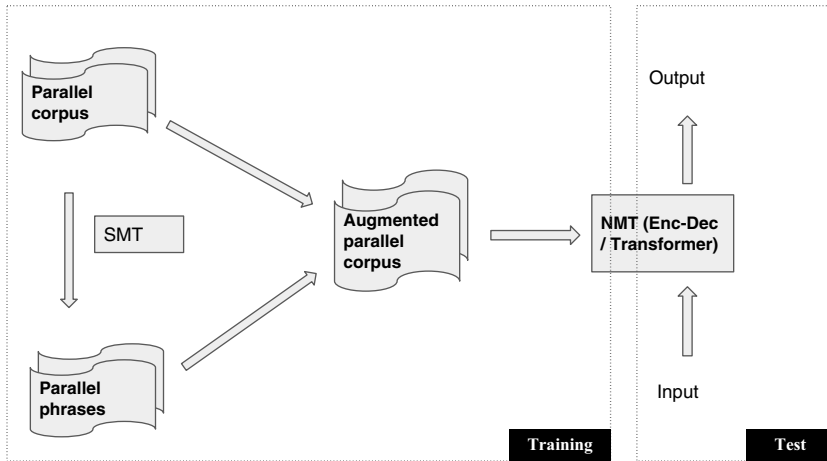 Parallel
corpus
SMT
Parallel
phrases
Augmented
parallel
corpus
NMT (Enc-Dec
/ Transformer)
Output
Input
Training
Test